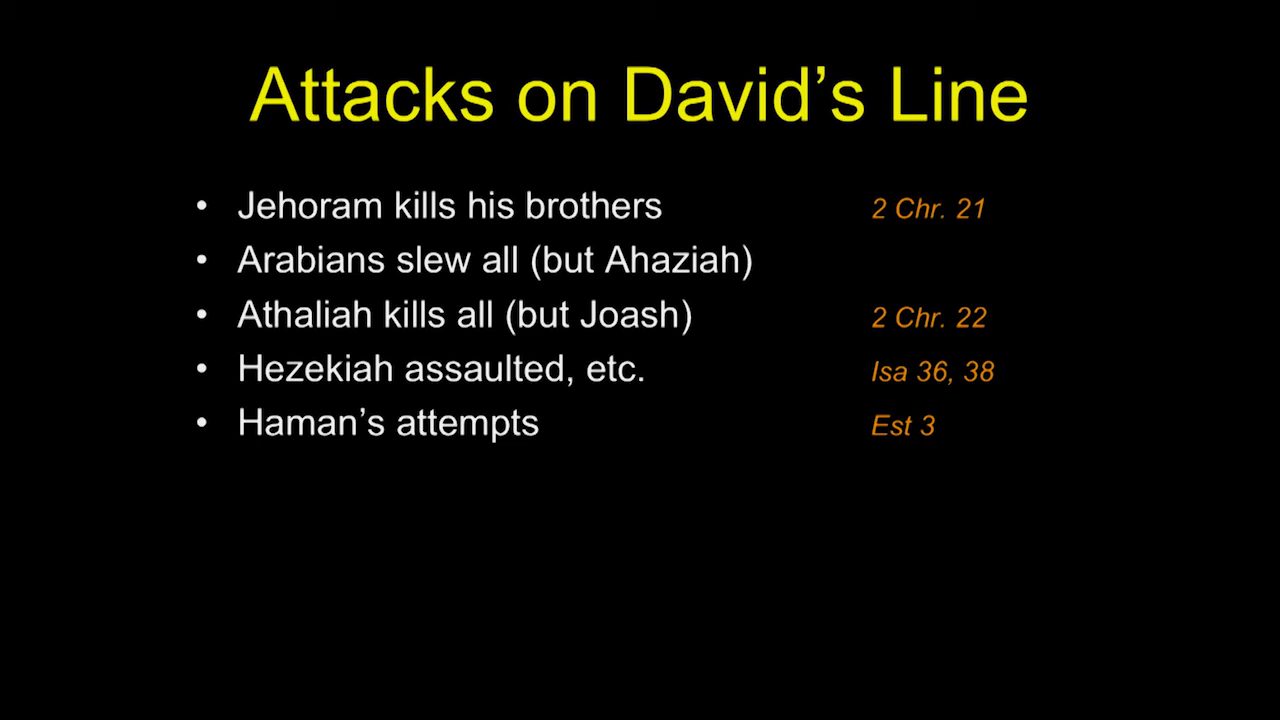 Attacks on David’s Line
• Jehoram kills his brothers 2 Chr. 21
• Arabians slew all (but Ahaziah)
• Athaliah kills all (but Joash) 2 Chr. 22
• Hezekiah assaulted, etc. Isa 36, 38
• Haman’s attempts Est 3